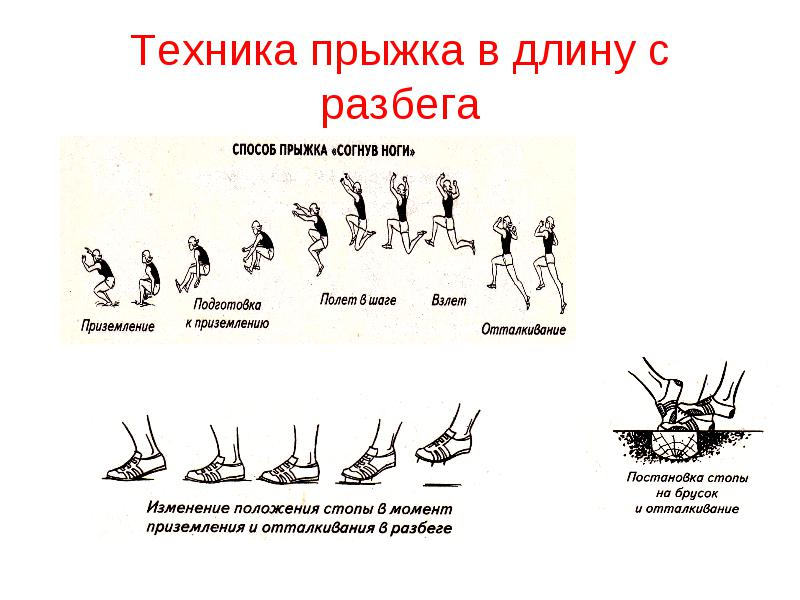 Техника прыжка в длину с
разбега
СПОСОБ ПРЫЖКА «СОГНУВ НОГИ»
Приземление
Подготовка
к приземлению
Полет в шаге
Взлет
Отталкивание
Изменение положения стопы в момент
приземления и отталкивания в разбеге
Постановка стопы
на брусок
и отталкивание